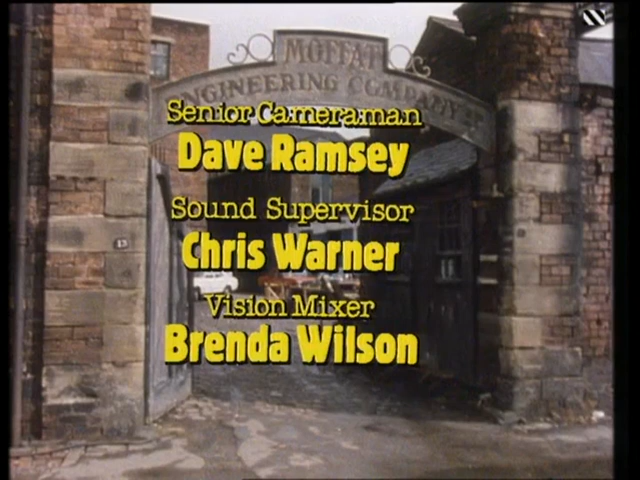 MOFFAT
ENGINEERING COMPANY
Senior Cameraman
Dave Ramsey
Sound Supervisor
Chris Warner
Vision Mixer
Brenda Wilson
13